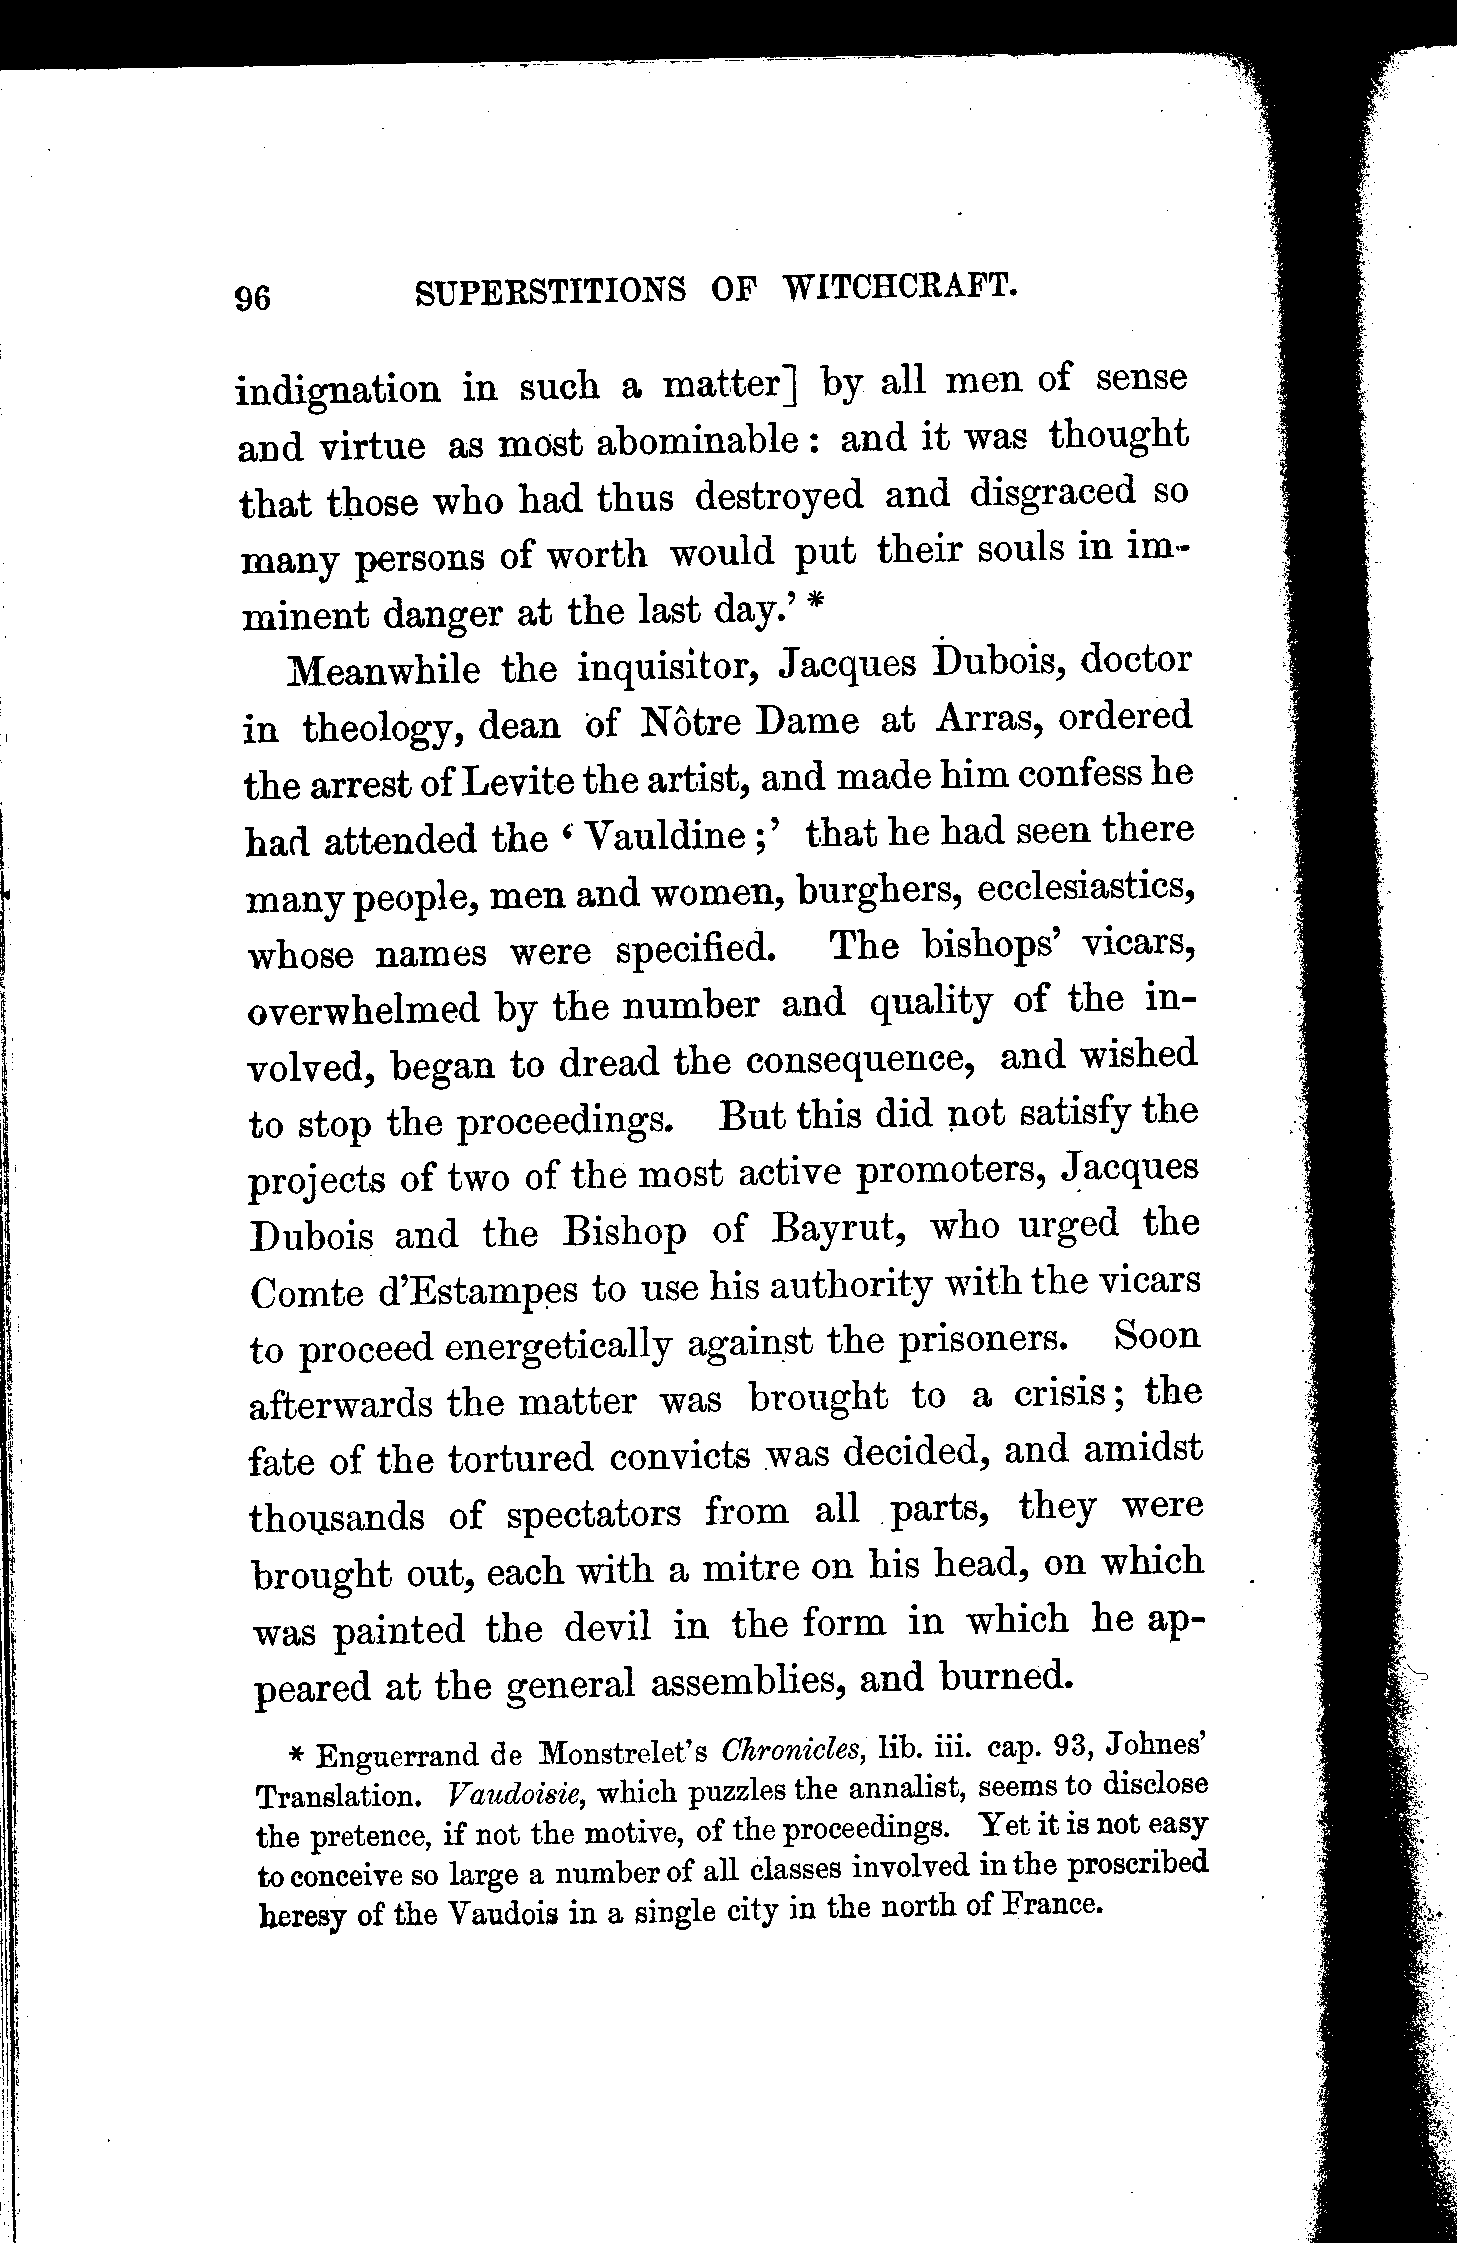 96 SUPERSTITIONS OF WITCHCRAFT.
indignation in such a matter] by all men of sense
and virtue as most abominable : and it was thought
that those who had thus destroyed and disgraced so
many persons of worth would put their souls in im-
minent danger at the last day.’ *
Meanwhile the inquisitor, Jacques Dubois, doctor
in theology, dean of Nôtre Dame at Arras, ordered
the arrest of Levite the artist, and made him confess he
had attended the ‘ Vauldine ;’ that he had seen there
many people, men and women, burghers, ecclesiastics,
whose names were specified. The bishops’ vicars,
overwhelmed by the number and quality of the in-
volved, began to dread the consequence, and wished
to stop the proceedings. But this did not satisfy the
projects of two of the most active promoters, Jacques
Dubois and the Bishop of Bayrut, who urged the
Comte d’Estampes to use his authority with the vicars
to proceed energetically against the prisoners. Soon
afterwards the matter was brought to a crisis; the
fate of the tortured convicts was decided, and amidst
thousands of spectators from all parts, they were
brought out, each with a mitre on his head, on which
was painted the devil in the form in which he ap-
peared at the general assemblies, and burned.
* Enguerrand de Monstrelet’s Chronicles, lib. iii. cap. 93, Johnes’
Translation. Vaudoisie, which puzzles the annalist, seems to disclose
the pretence, if not the motive, of the proceedings. Yet it is not easy
to conceive so large a number of all classes involved in the proscribed
heresy of the Vaudois in a single city in the north of France.